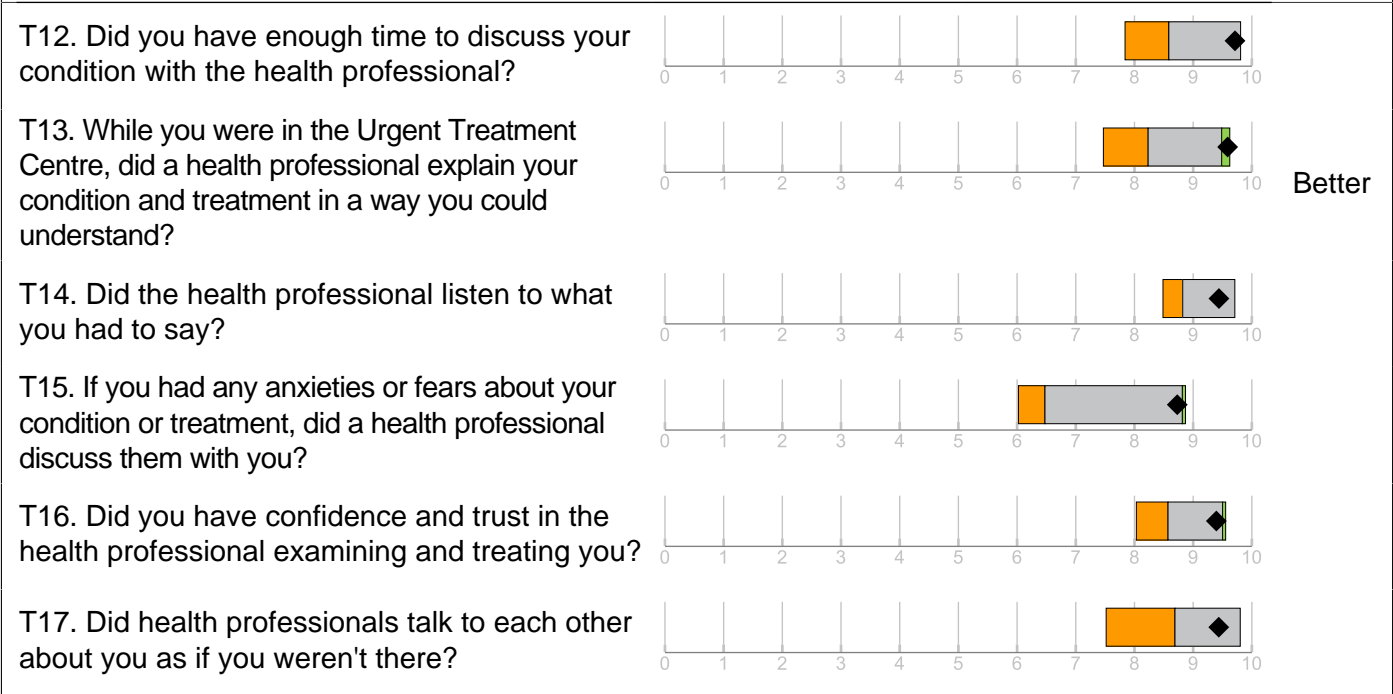 T12. Did you have enough time to discuss your
condition with the health professional?
0 1 2 3 4 5 6 7 8 9 10
T13. While you were in the Urgent Treatment
Centre, did a health professional explain your
condition and treatment in a way you could
understand?
0 1 2 3 4 5 6 7 8 9 10
Better
T14. Did the health professional listen to what
you had to say?
0 1 2 3 4 5 6 7 8 9 10
T15. If you had any anxieties or fears about your
condition or treatment, did a health professional
discuss them with you?
0 1 2 3 4 5 6 7 8 9 10
T16. Did you have confidence and trust in the
health professional examining and treating you?
0 1 2 3 4 5 6 7 8 9 10
T17. Did health professionals talk to each other
about you as if you weren't there?
0 1 2 3 4 5 6 7 8 9 10